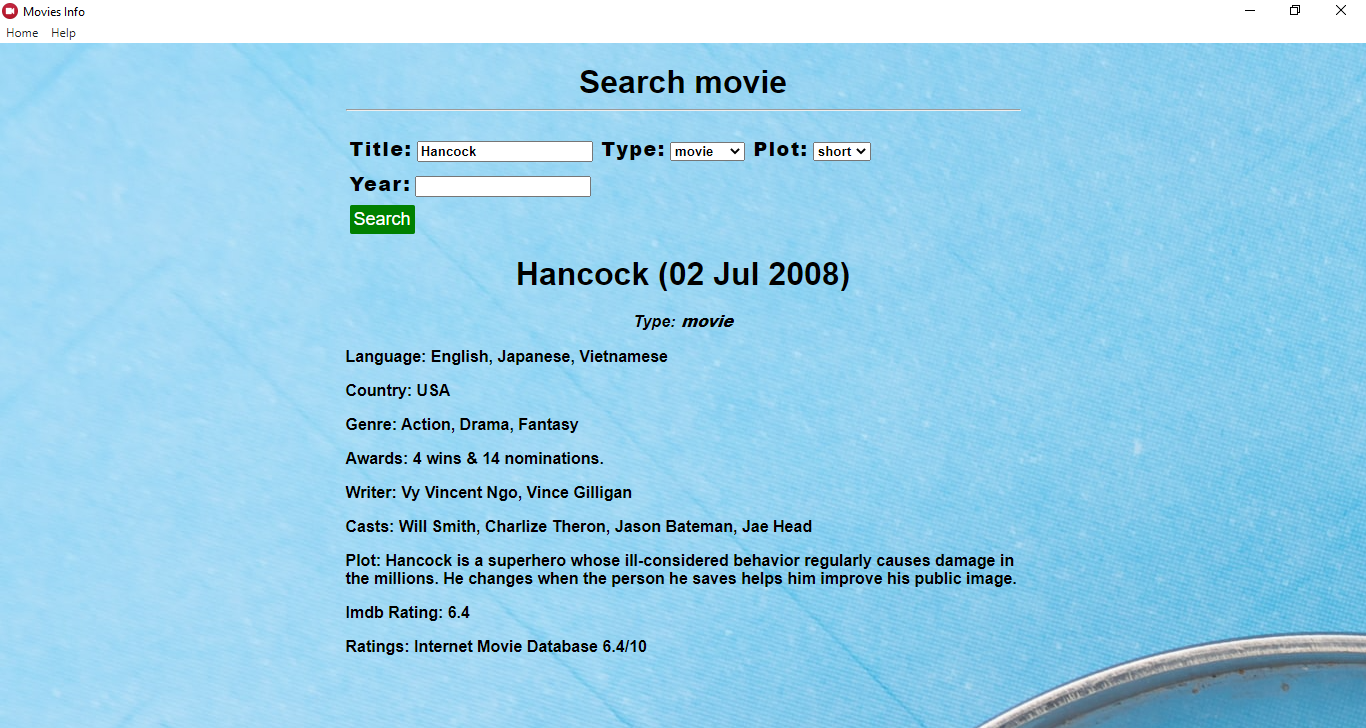 Movies Info
Home Help
Search movie
Title: Hancock Type: movie Plot: short
Year:
Search
Hancock (02 Jul 2008)
Type: movie
Language: English, Japanese, Vietnamese
Country: USA
Genre: Action, Drama, Fantasy
Awards: 4 wins & 14 nominations.
Writer: Vy Vincent Ngo, Vince Gilligan
Casts: Will Smith, Charlize Theron, Jason Bateman, Jae Head
Plot: Hancock is a superhero whose ill-considered behavior regularly causes damage in
the millions. He changes when the person he saves helps him improve his public image.
Imdb Rating: 6.4
Ratings: Internet Movie Database 6.4/10